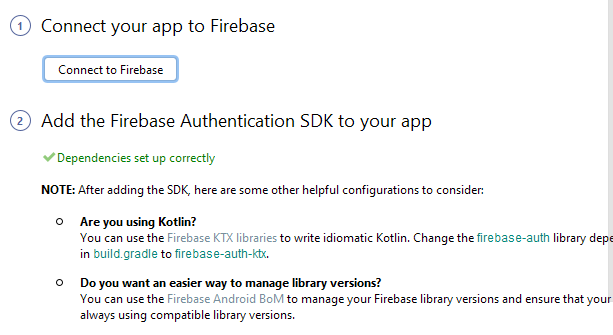 1 Connect your app to Firebase
Connect to Firebase
2 Add the Firebase Authentication SDK to your app
Dependencies set up correctly
NOTE: After adding the SDK, here are some other helpful configurations to consider:
Are you using Kotlin?
You can use the Firebase KTX libraries to write idiomatic Kotlin. Change the firebase-auth library depe
in build.gradle to firebase-auth-ktx.
Do you want an easier way to manage library versions?
You can use the Firebase Android BoM to manage your Firebase library versions and ensure that your
always using compatible library versions.